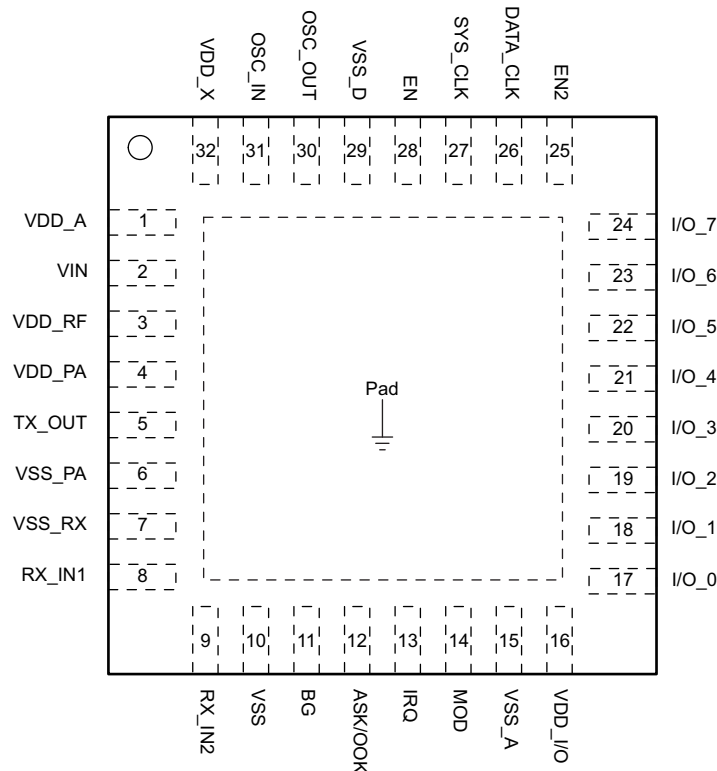 VDD_X
OSC_IN
OSC_OUT
VSS_D
EN
SYS_CLK
DATA_CLK
EN2
32
31
30
29
28
27
26
25
VDD_A 1
VIN 2
VDD_RF 3
VDD_PA 4
TX_OUT 5
VSS_PA 6
VSS_RX 7
RX_IN1 8
Pad
24 I/O_7
23 I/O_6
22 I/O_5
21 I/O_4
20 I/O_3
19 I/O_2
18 I/O_1
17 I/O_0
9
10
11
12
13
14
15
16
RX_IN2
VSS
BG
ASK/OOK
IRQ
MOD
VSS_A
VDD_I/O